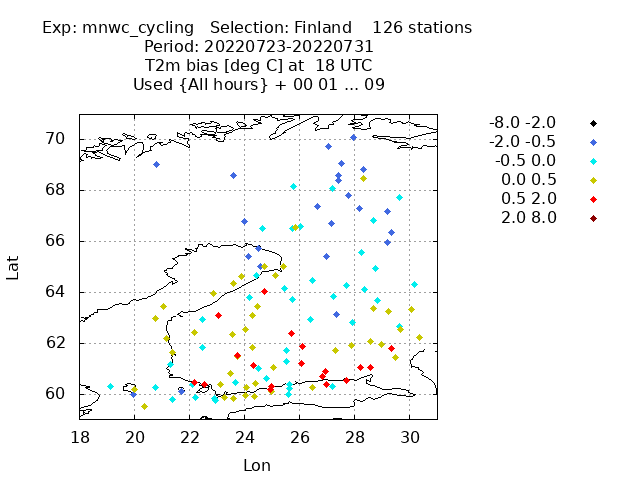 Exp: mnwc_cycling   Selection: Finland    126 stations
Period: 20220723-20220731
T2m bias [deg C] at  18 UTC
Used {All hours} + 00 01 ... 09
-8.0 -2.0
-2.0 -0.5
-0.5 0.0
0.0 0.5
0.5 2.0
2.0 8.0
70
68
66
64
62
60
Lat
18 20 22 24 26 28 30
Lon